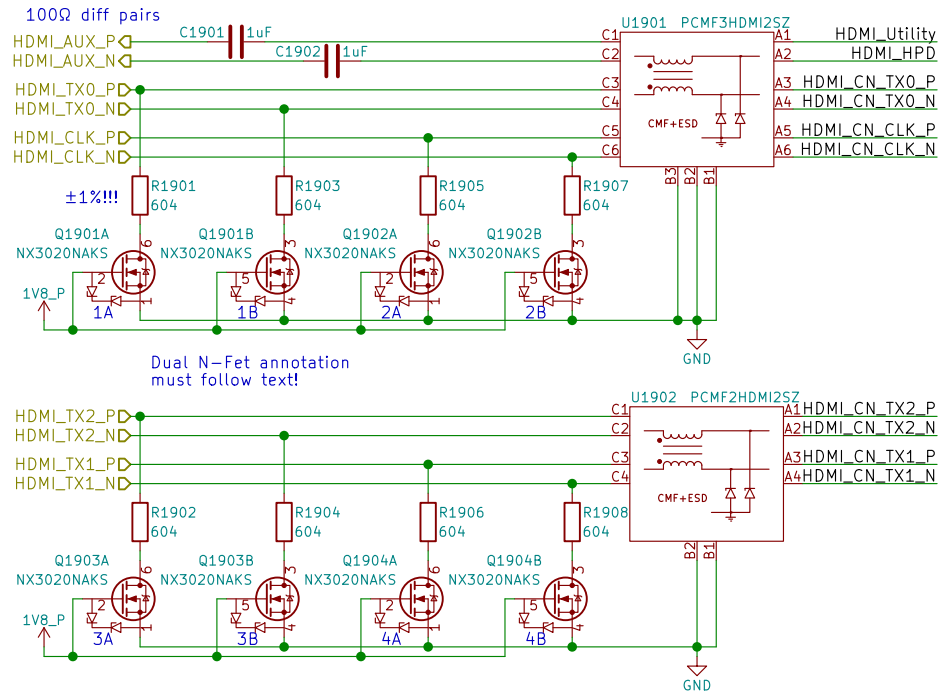 100Ω diff pairs
HDMI_AUX_P
HDMI_AUX_N
C1901 1uF
C1902 1uF
U1901 PCMF3HDMI2SZ
C1 A1 HDMI_Utility
C2 A2 HDMI_HPD
HDMI_TX0_P C3 A3 HDMI_CN_TX0_P
HDMI_TX0_N C4 A4 HDMI_CN_TX0_N
CMF+ESD
HDMI_CLK_P C5 A5 HDMI_CN_CLK_P
HDMI_CLK_N C6 A6 HDMI_CN_CLK_N
B3 B2 B1
±1%!!!
R1901 R1903 R1905 R1907
604 604 604 604
Q1901A Q1901B Q1902A Q1902B
NX3020NAKS NX3020NAKS NX3020NAKS NX3020NAKS
6 3 6 3
2 5 2 5
1V8_P
1 4 1 4
1A 1B 2A 2B
GND
Dual N-Fet annotation
must follow text!
U1902 PCMF2HDMI2SZ
HDMI_TX2_P C1 A1 HDMI_CN_TX2_P
HDMI_TX2_N C2 A2 HDMI_CN_TX2_N
HDMI_TX1_P C3 A3 HDMI_CN_TX1_P
HDMI_TX1_N C4 A4 HDMI_CN_TX1_N
CMF+ESD
R1902 R1904 R1906 R1908
604 604 604 604
B2 B1
Q1903A Q1903B Q1904A Q1904B
NX3020NAKS NX3020NAKS NX3020NAKS NX3020NAKS
6 3 6 3
2 5 2 5
1V8_P
1 4 1 4
3A 3B 4A 4B
GND